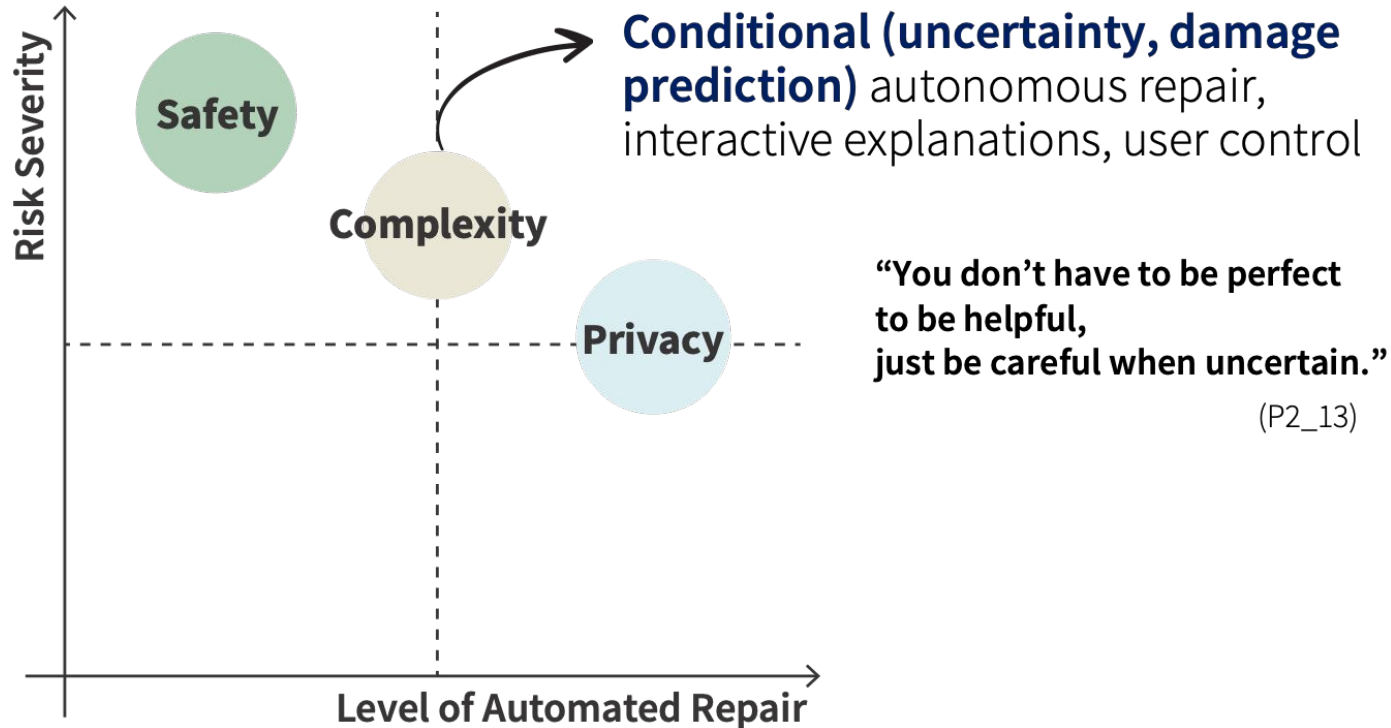 Risk Severity
Safety
Complexity
Privacy
Level of Automated Repair
Conditional (uncertainty, damage
prediction) autonomous repair,
interactive explanations, user control
“You don’t have to be perfect
to be helpful,
just be careful when uncertain.”
(P2_13)